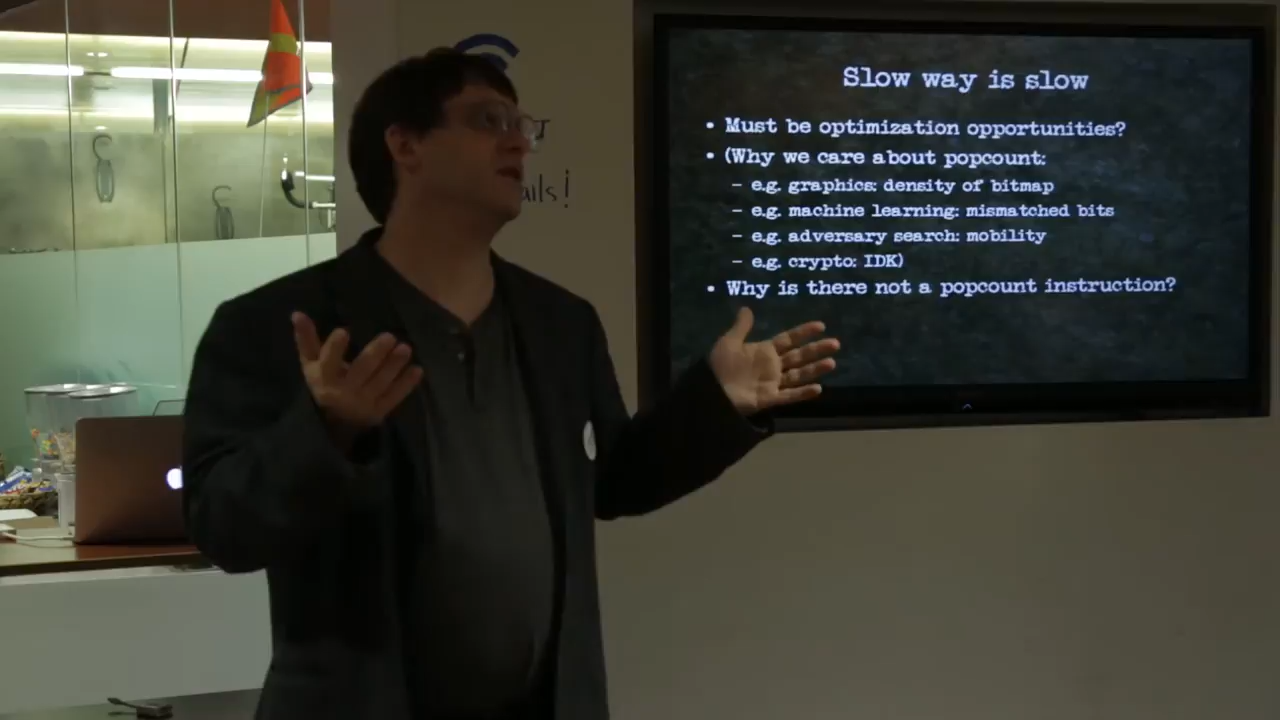 Slow way is slow
• Must be optimization opportunities?
• (Why we care about popcount:
– e.g. graphics: density of bitmap
– e.g. machine learning: mismatched bits
– e.g. adversary search: mobility
– e.g. crypto: IDK)
• Why is there not a popcount instruction?